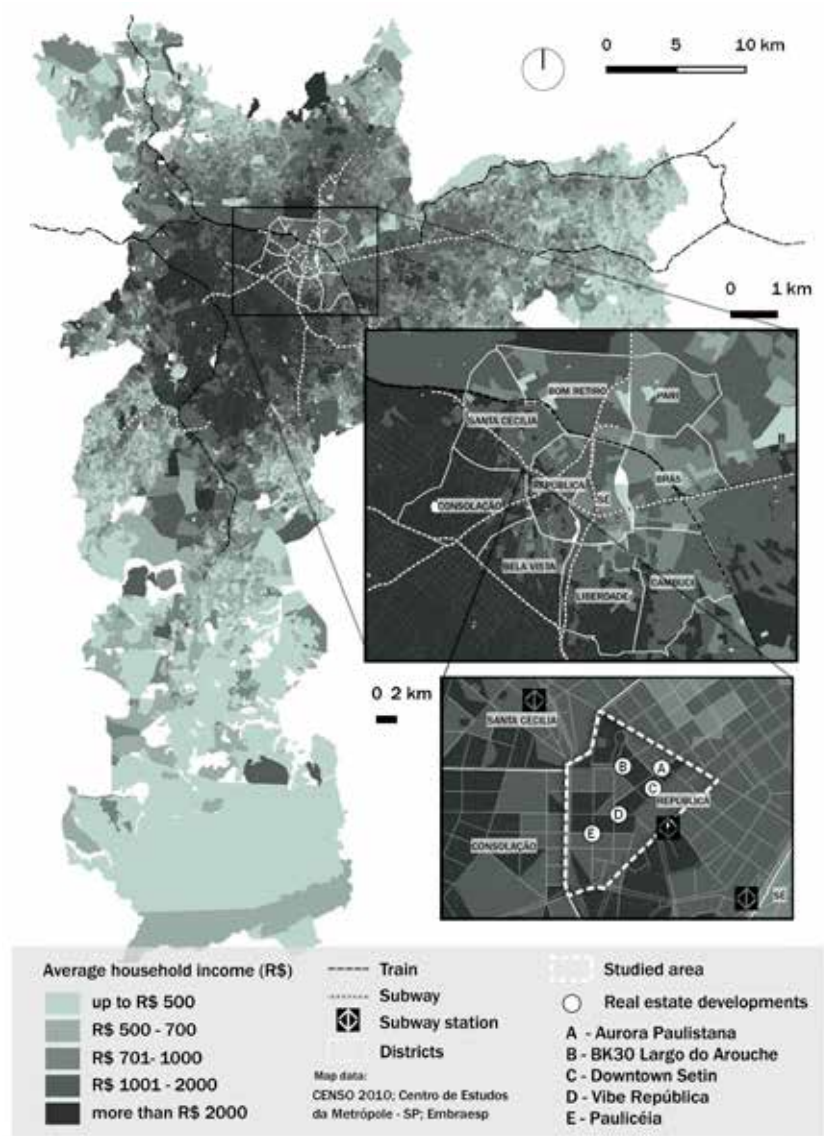 0 5 10 km
0 1 km
BOM RETIRO
PARI
SANTA CECILIA
REPÚBLICA
SÉ
BRÁS
CONSOLAÇÃO
BELA VISTA
CAMBUCI
LIBERDADE
0 2 km
SANTA CECILIA
B
A
C
REPÚBLICA
D
E
CONSOLAÇÃO
SÉ
Average household income (R$)
up to R$ 500
R$ 500 - 700
R$ 701- 1000
R$ 1001 - 2000
more than R$ 2000
Train
Subway
Subway station
Districts
Map data:
CENSO 2010; Centro de Estudos
da Metrópole - SP; Embraesp
Studied area
Real estate developments
A - Aurora Paulistana
B - BK30 Largo do Arouche
C - Downtown Setin
D - Vibe República
E - Paulicéia